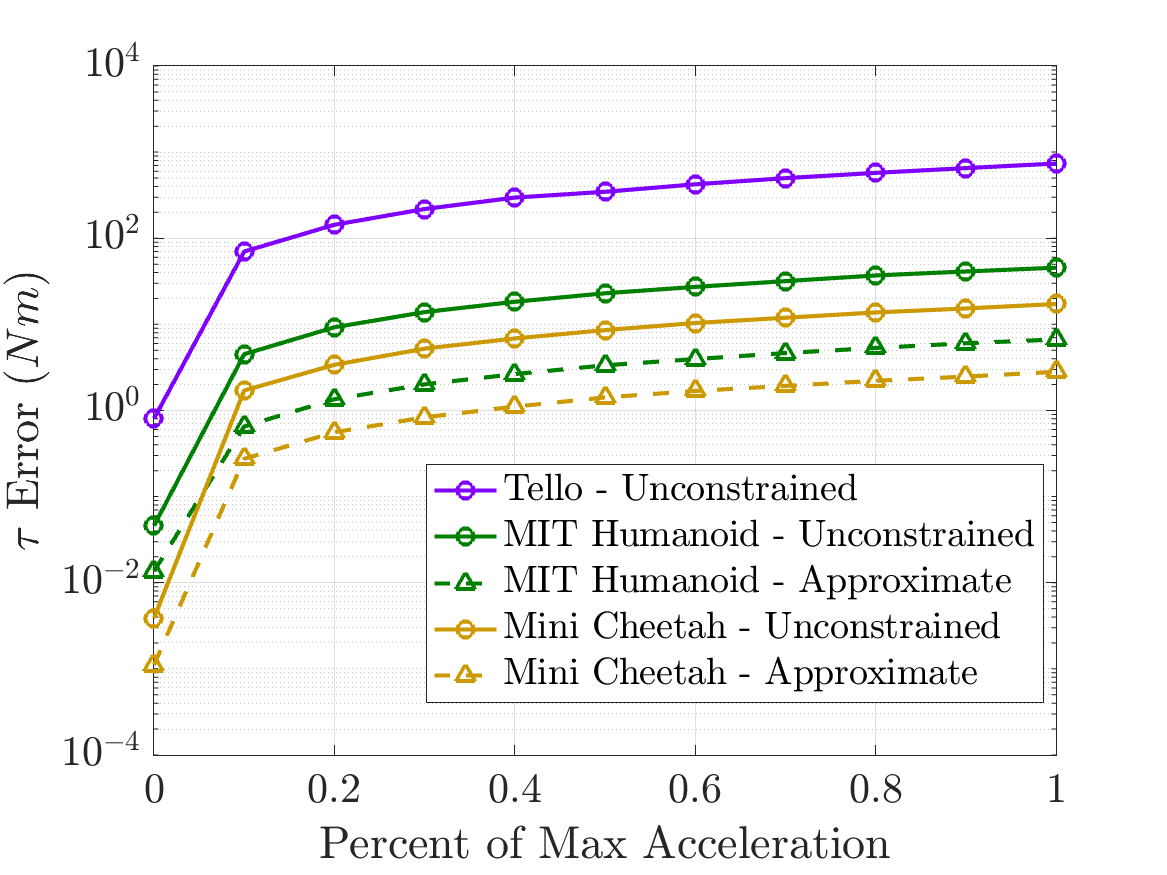 10^4
10^2
10^0
10^{-2}
10^{-4}
τ Error (Nm)
Tello - Unconstrained
MIT Humanoid - Unconstrained
MIT Humanoid - Approximate
Mini Cheetah - Unconstrained
Mini Cheetah - Approximate
0 0.2 0.4 0.6 0.8 1
Percent of Max Acceleration